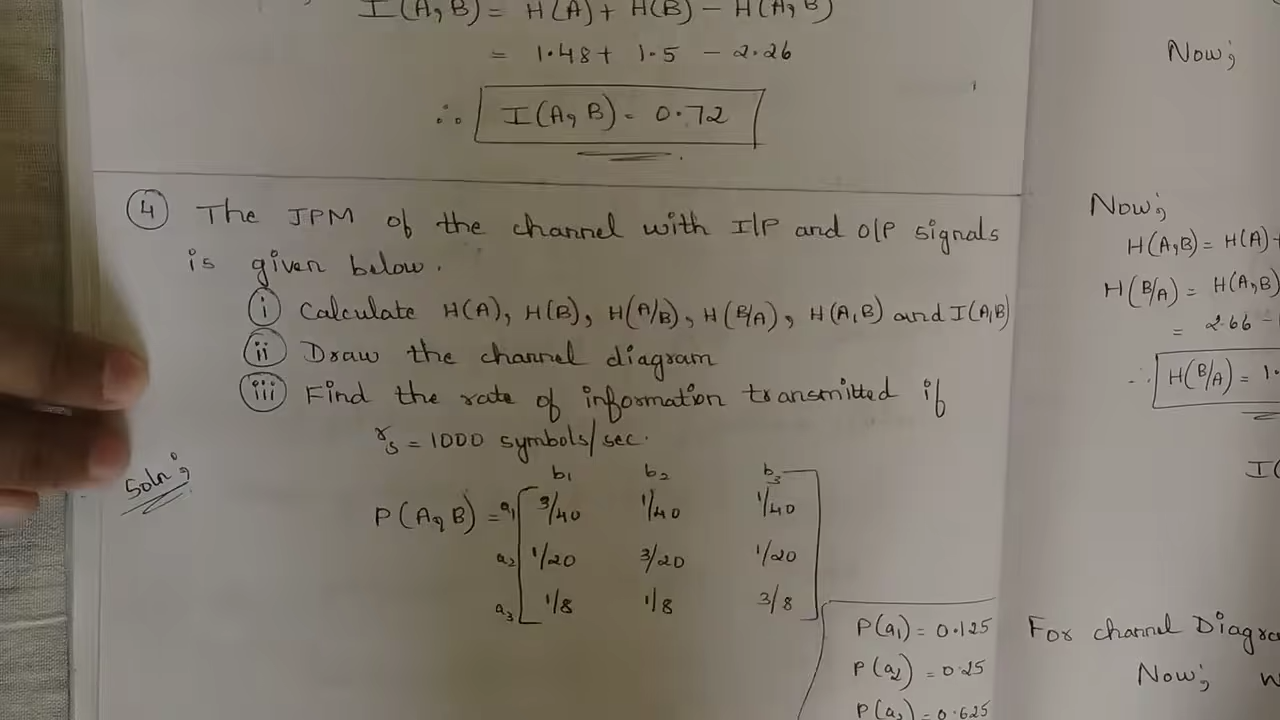 I(A,B) = H(A) + H(B) - H(A,B)
= 1.48 + 1.5 - 2.26
∴ I(A,B) = 0.72
④ The JPM of the channel with I/P and O/P signals
is given below.
ⓘ Calculate H(A), H(B), H(A/B), H(B/A), H(A,B) and I(A,B)
ⓘⓘ Draw the channel diagram
ⓘⓘⓘ Find the rate of information transmitted if
rs = 1000 symbols/sec.
Soln;
b1 b2 b3
P(A,B) = a1 3/40 1/40 1/40
a2 1/20 3/20 1/20
a3 1/8 1/8 3/8
P(a1) = 0.125
P(a2) = 0.25
P(a3) = 0.625
Now;
Now;
H(A,B) = H(A)+
H(B/A) = H(A,B)
= 2.66 -
∴ H(B/A) = 1.
I(
For channel Diagra
Now;